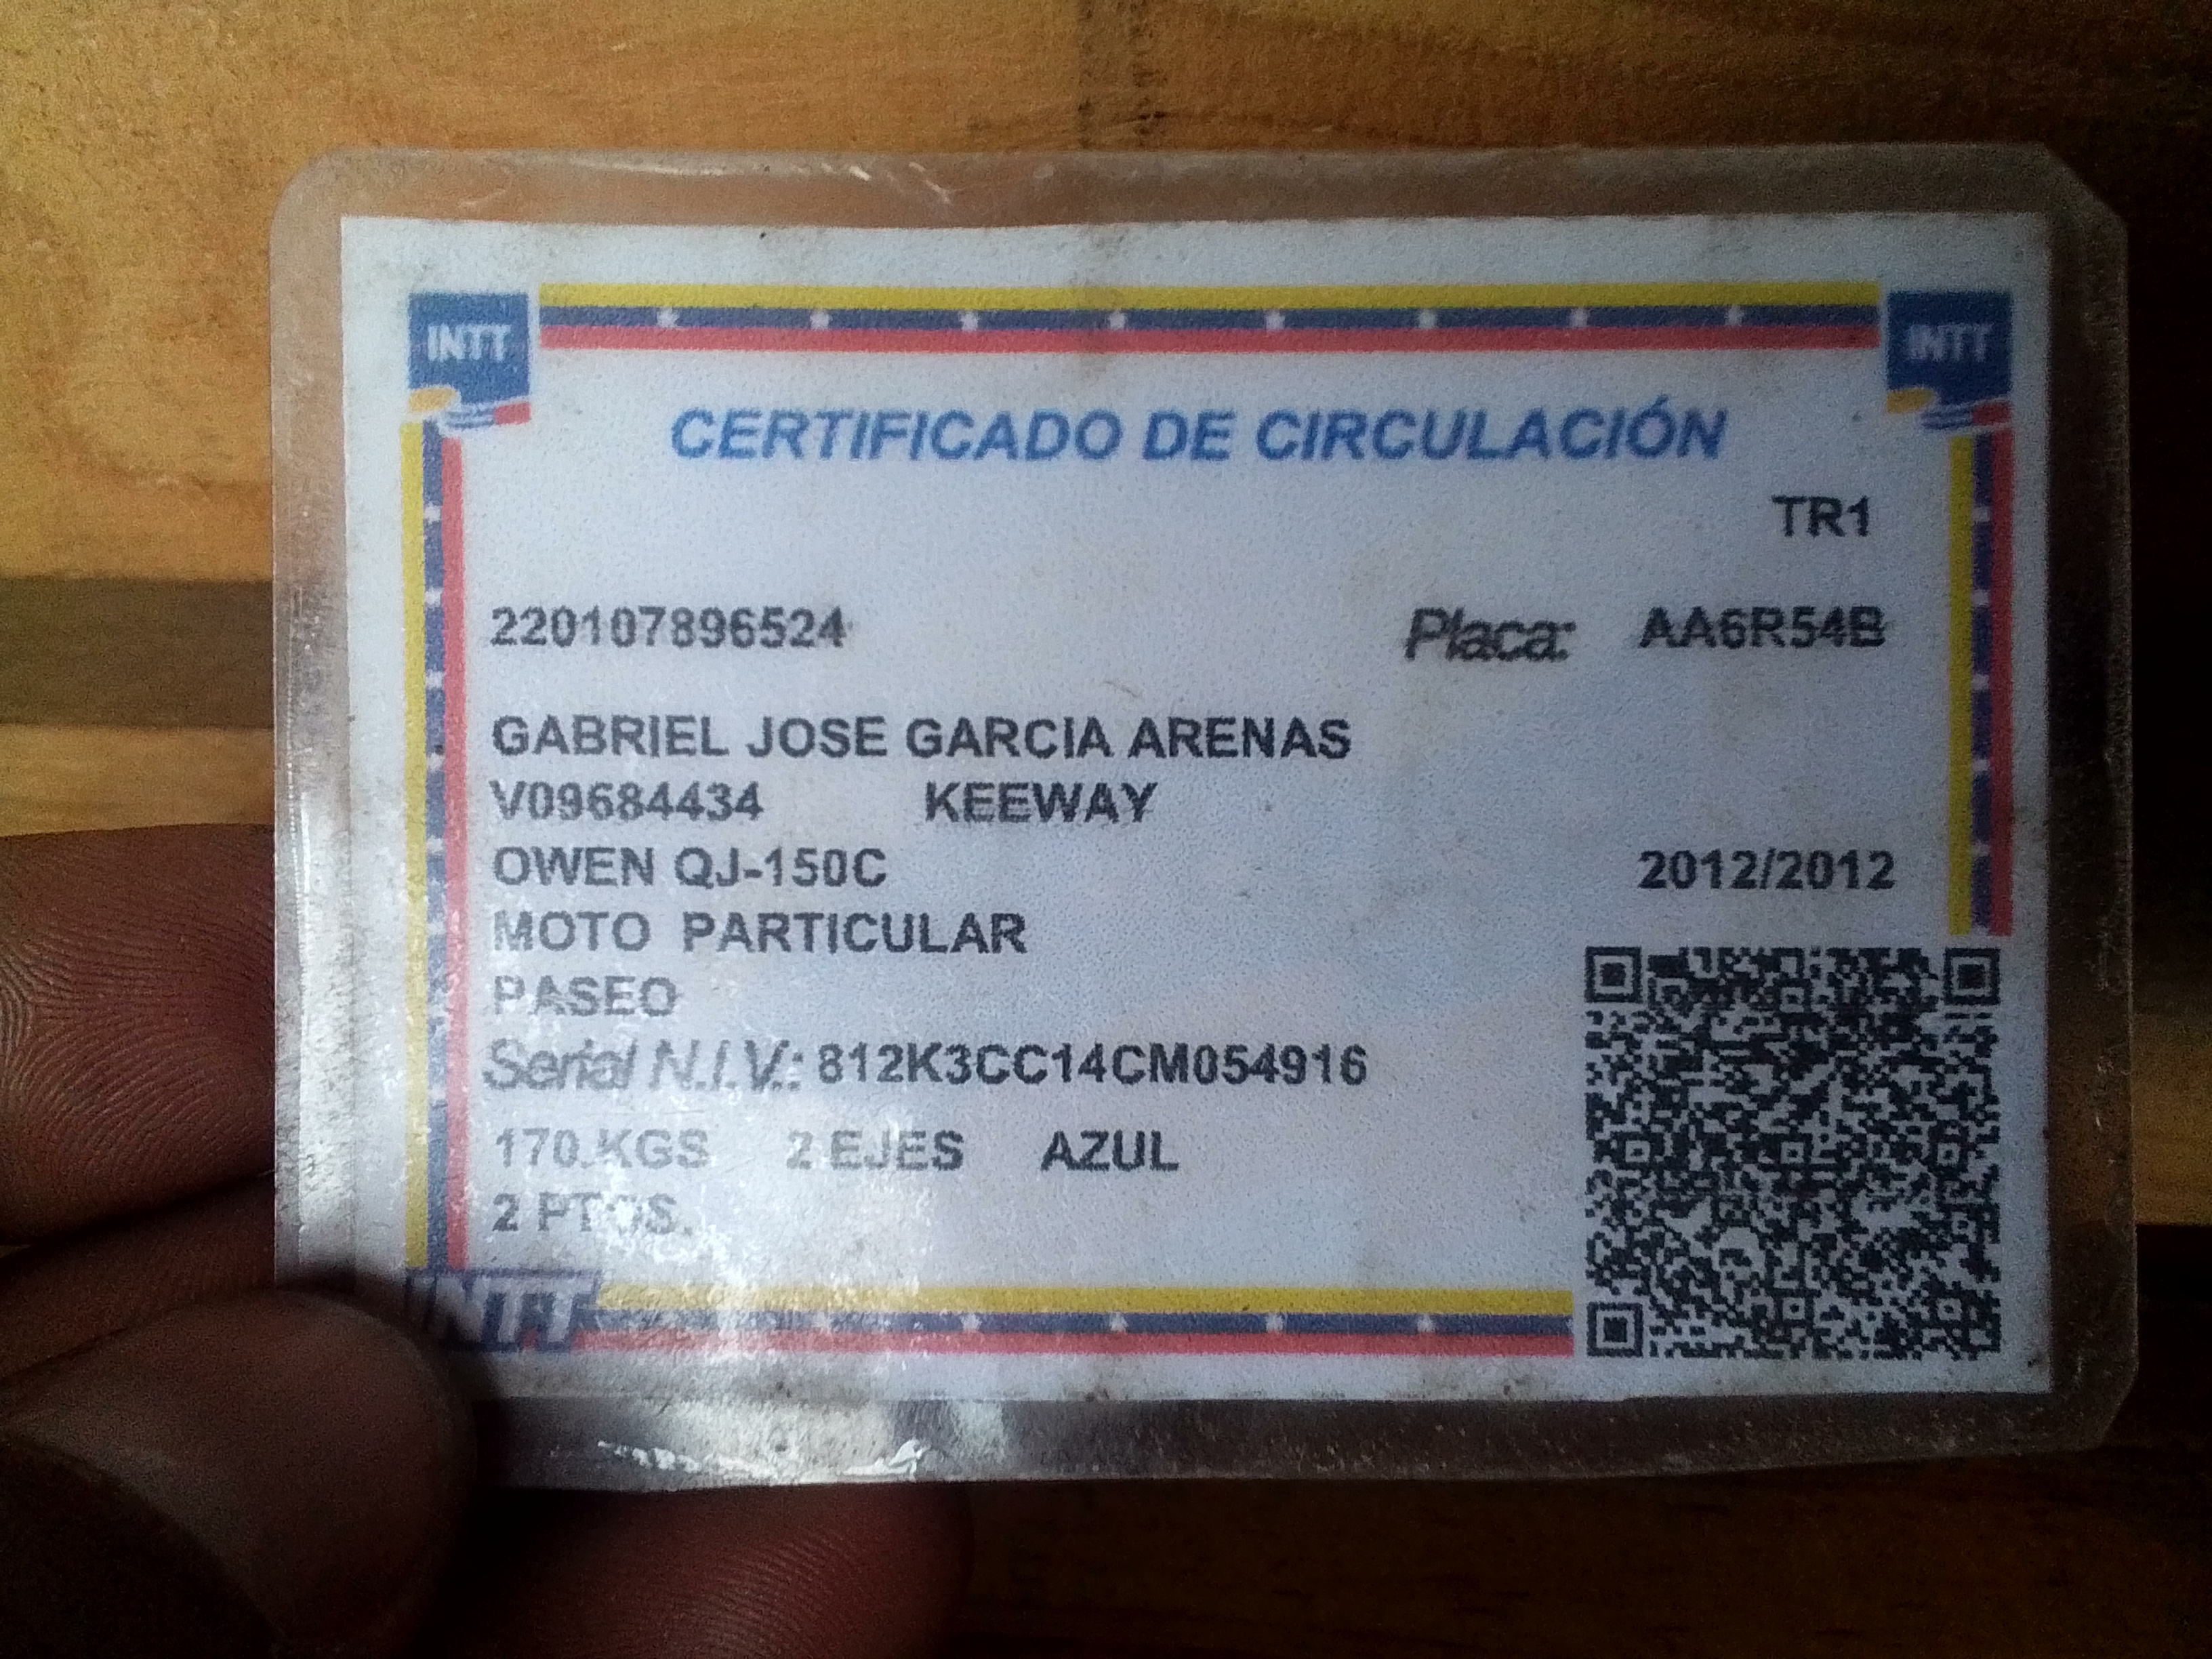 INTT INTT
CERTIFICADO DE CIRCULACIÓN
TR1
220107896524 Placa: AA6R54B
GABRIEL JOSE GARCIA ARENAS
V09684434 KEEWAY
OWEN QJ-150C 2012/2012
MOTO PARTICULAR
PASEO
Serial N.I.V.: 812K3CC14CM054916
170 KGS 2 EJES AZUL
2 PTOS.
INTT